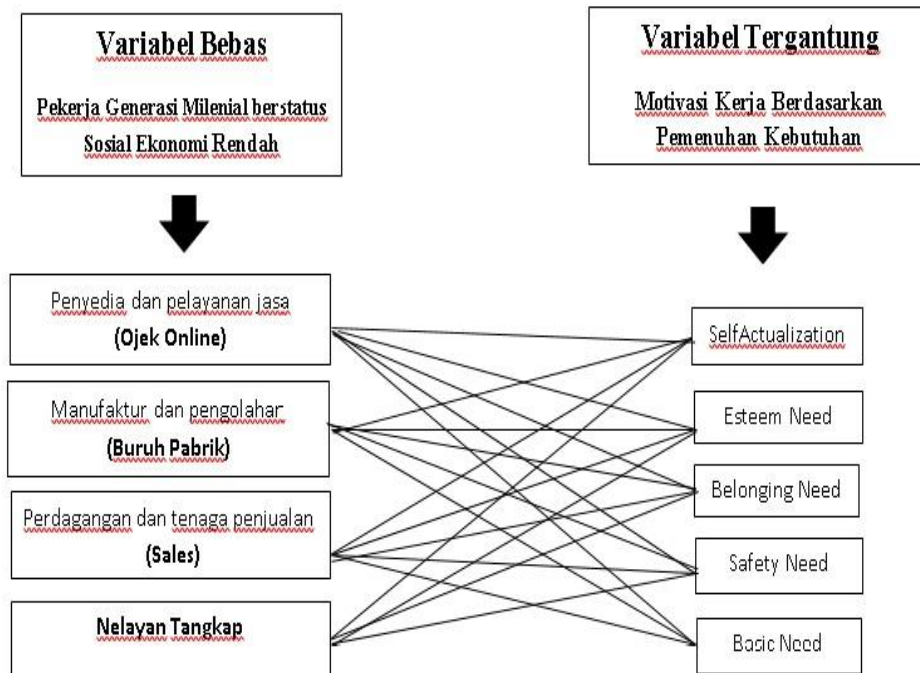 Variabel Bebas
Pekerja Generasi Milenial berstatus
Sosial Ekonomi Rendah
Variabel Tergantung
Motivasi Kerja Berdasarkan
Pemenuhan Kebutuhan
Penyedia dan pelayanan jasa
(Ojek Online)
Manufaktur dan pengolahan
(Buruh Pabrik)
Perdagangan dan tenaga penjualan
(Sales)
Nelayan Tangkap
SelfActualization
Esteem Need
Belonging Need
Safety Need
Basic Need